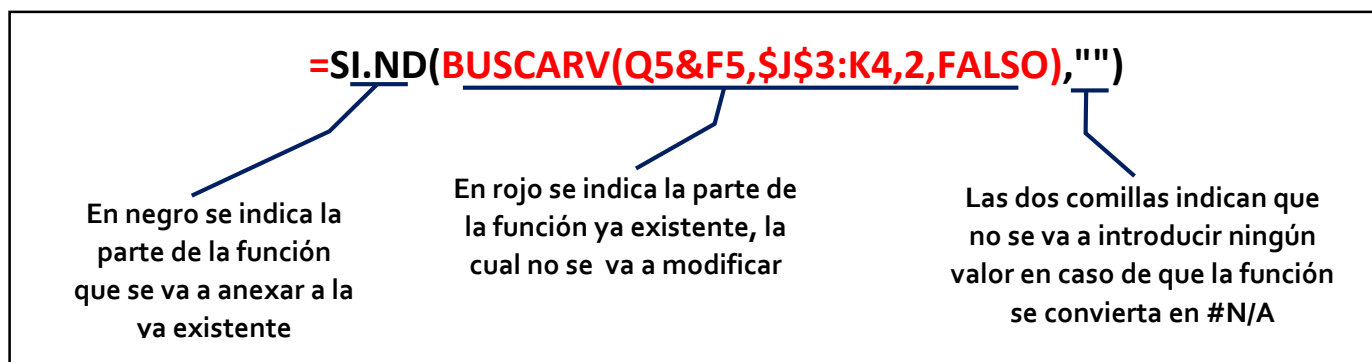 =SI.ND(BUSCARV(Q5&F5,$J$3:K4,2,FALSO),"")
En negro se indica la
parte de la función
que se va a anexar a la
ya existente
En rojo se indica la parte de
la función ya existente, la
cual no se va a modificar
Las dos comillas indican que
no se va a introducir ningún
valor en caso de que la función
se convierta en #N/A